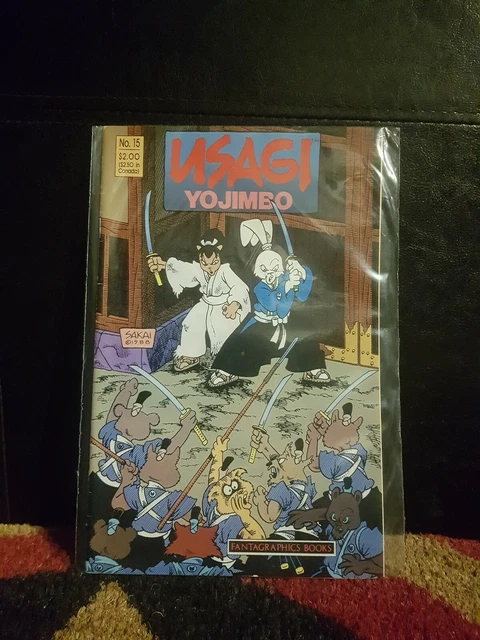 No. 15
$2.00
($2.50 in
Canada)
USAGI
YOJIMBO
SAKAI
©1988
FANTAGRAPHICS BOOKS